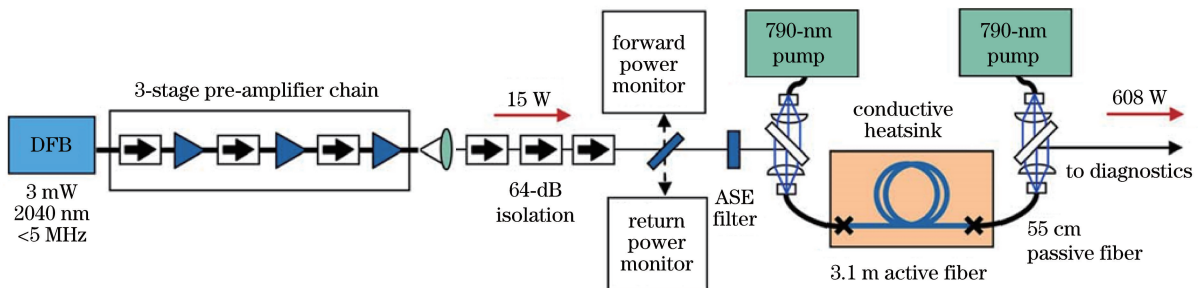 DFB
3 mW
2040 nm
<5 MHz
3-stage pre-amplifier chain
15 W
64-dB
isolation
forward
power
monitor
return
power
monitor
ASE
filter
790-nm
pump
conductive
heatsink
3.1 m active fiber
790-nm
pump
55 cm
passive fiber
608 W
to diagnostics